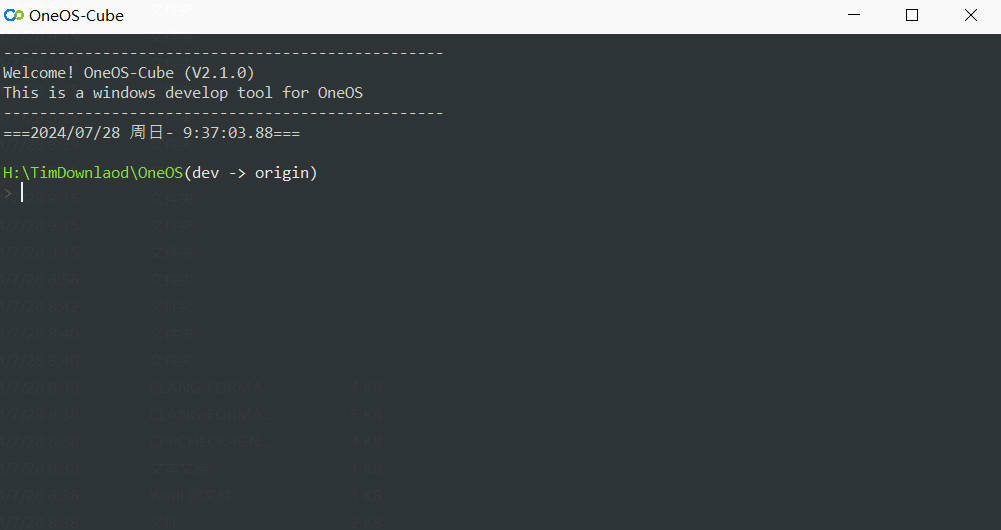 OneOS-Cube
-------------------------------------------------
Welcome! OneOS-Cube (V2.1.0)
This is a windows develop tool for OneOS
-------------------------------------------------
===2024/07/28 周日- 9:37:03.88===
H:\TimDownlaod\OneOS(dev -> origin)
>